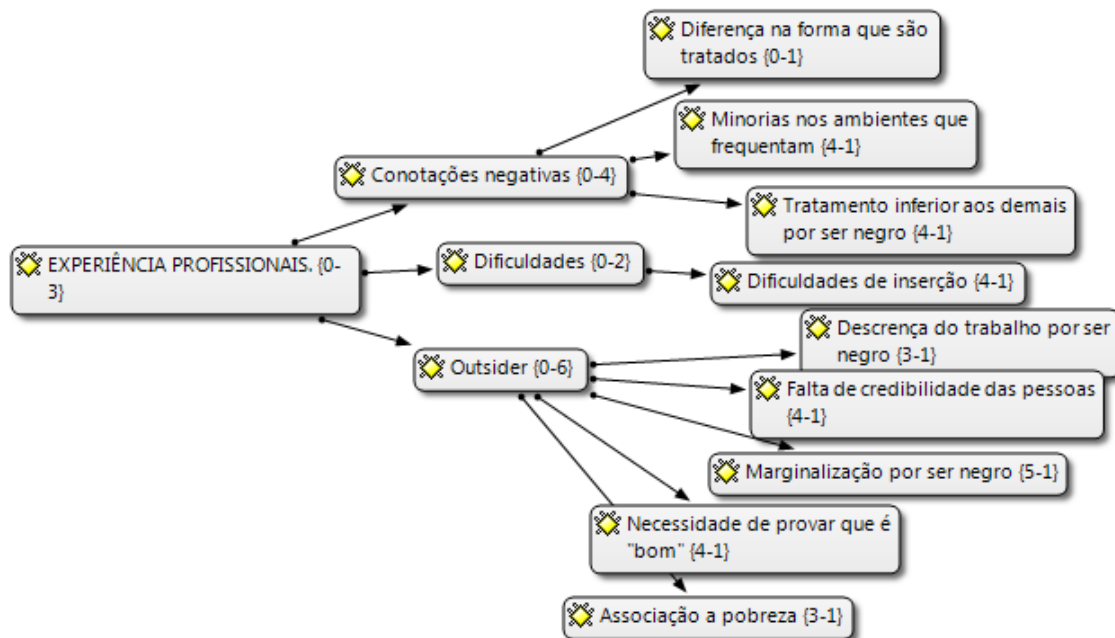 Diferença na forma que são
tratados {0-1}
Minorias nos ambientes que
frequentam {4-1}
Conotações negativas {0-4}
Tratamento inferior aos demais
por ser negro {4-1}
EXPERIÊNCIA PROFISSIONAIS. {0-
3}
Dificuldades {0-2}
Dificuldades de inserção {4-1}
Descrença do trabalho por ser
negro {3-1}
Outsider {0-6}
Falta de credibilidade das pessoas
{4-1}
Marginalização por ser negro {5-1}
Necessidade de provar que é
"bom" {4-1}
Associação a pobreza {3-1}